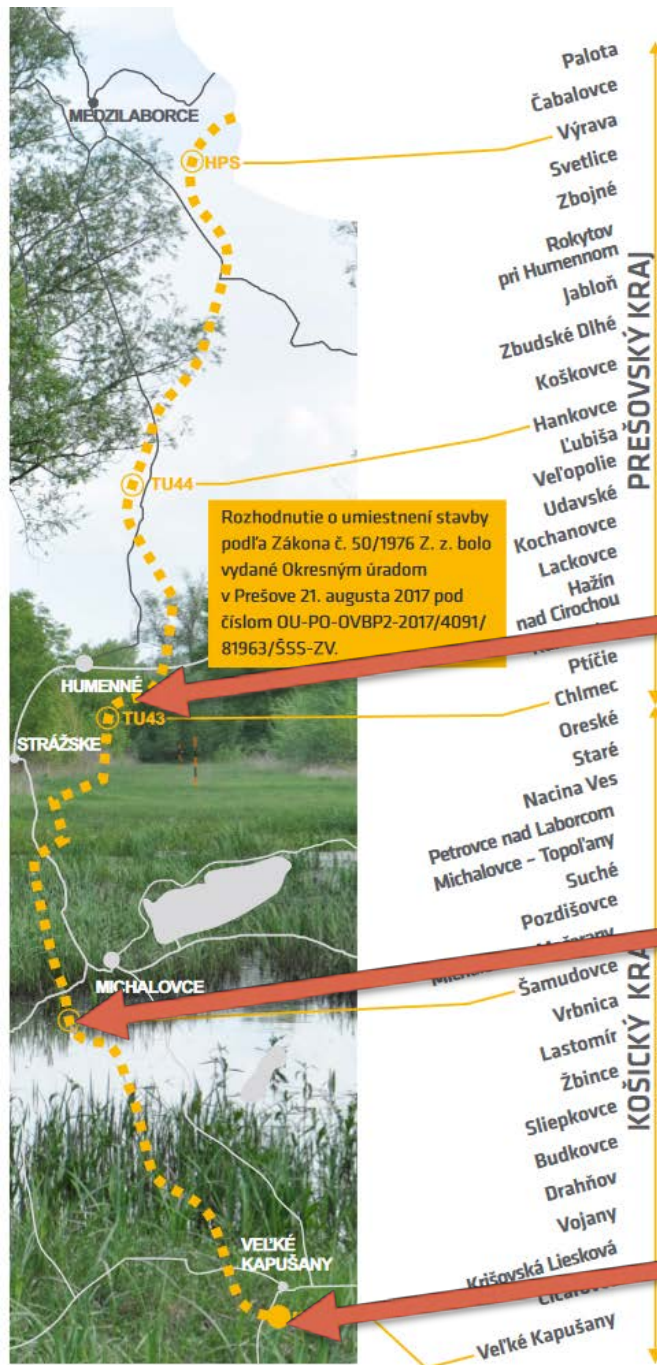 MEDZILABORCE
HPS
TU44
Rozhodnutie o umiestnení stavby
podľa Zákona č. 50/1976 Z. z. bolo
vydané Okresným úradom
v Prešove 21. augusta 2017 pod
číslom OU-PO-OVBP2-2017/4091/
81963/ŠSS-ZV.
HUMENNÉ
TU43
STRÁŽSKE
MICHALOVCE
VEĽKÉ
KAPUŠANY
Palota
Čabalovce
Výrava
Svetlice
Zbojné
Rokytov
pri Humennom
Jabloň
Zbudské Dlhé
Koškovce
Hankovce
Ľubiša
Veľopolie
Udavské
Kochanovce
Lackovce
Hažín
nad Cirochou
Ptičie
Chlmec
Oreské
Staré
Nacina Ves
Petrovce nad Laborcom
Michalovce – Topoľany
Suché
Pozdišovce
Šamudovce
Vrbnica
Lastomír
Žbince
Sliepkovce
Budkovce
Drahňov
Vojany
Krišovská Liesková
Veľké Kapušany
PREŠOVSKÝ KRAJ
KOŠICKÝ